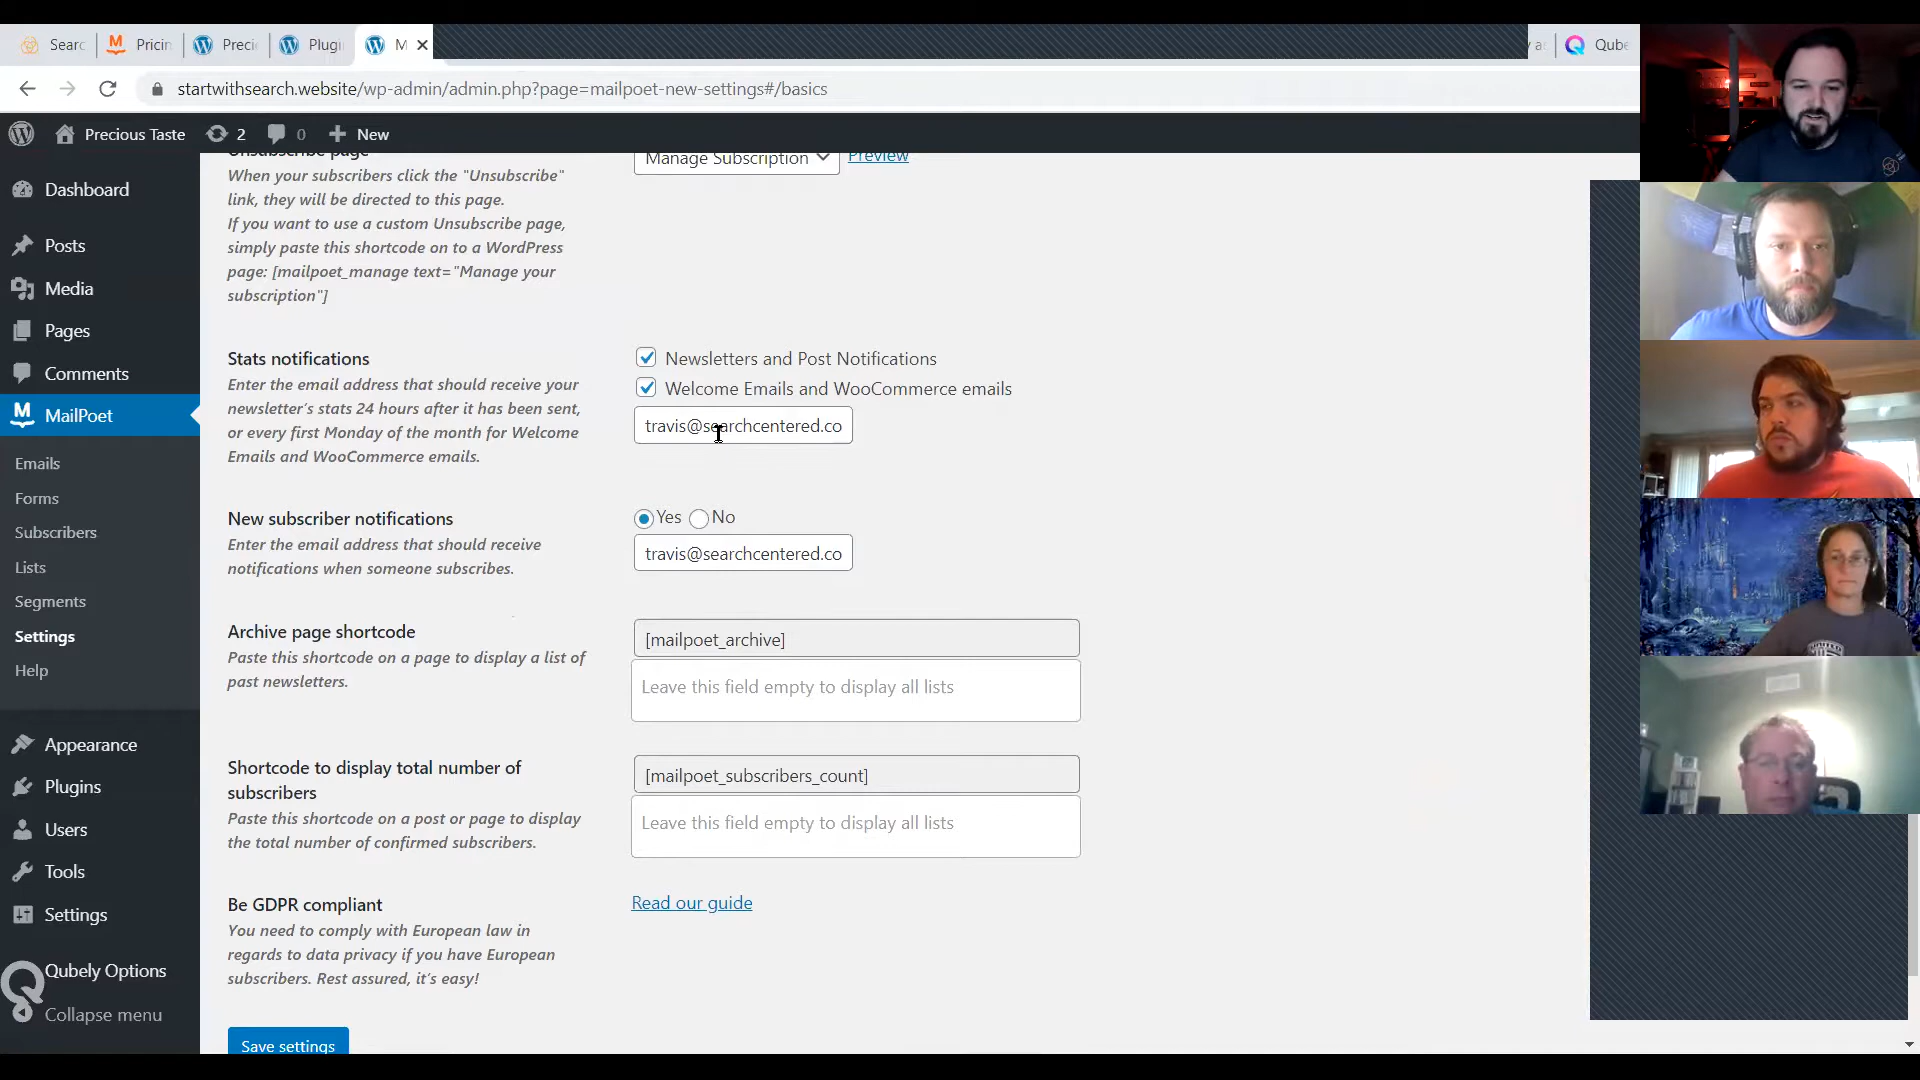 Sear
Pricin
Preci
Plugi
M
Qube
startwithsearch.website/wp-admin/admin.php?page=mailpoet-new-settings#/basics
Precious Taste
2
0
New
Dashboard
Posts
Media
Pages
Comments
MailPoet
Emails
Forms
Subscribers
Lists
Segments
Settings
Help
Appearance
Plugins
Users
Tools
Settings
Qubely Options
Collapse menu
Unsubscribe page
When your subscribers click the "Unsubscribe"
link, they will be directed to this page.
If you want to use a custom Unsubscribe page,
simply paste this shortcode on to a WordPress
page: [mailpoet_manage text="Manage your
subscription"]
Manage Subscription
Preview
Stats notifications
Enter the email address that should receive your
newsletter's stats 24 hours after it has been sent,
or every first Monday of the month for Welcome
Emails and WooCommerce emails.
Newsletters and Post Notifications
Welcome Emails and WooCommerce emails
travis@searchcentered.co
New subscriber notifications
Enter the email address that should receive
notifications when someone subscribes.
Yes No
travis@searchcentered.co
Archive page shortcode
Paste this shortcode on a page to display a list of
past newsletters.
[mailpoet_archive]
Leave this field empty to display all lists
Shortcode to display total number of
subscribers
Paste this shortcode on a post or page to display
the total number of confirmed subscribers.
[mailpoet_subscribers_count]
Leave this field empty to display all lists
Be GDPR compliant
You need to comply with European law in
regards to data privacy if you have European
subscribers. Rest assured, it's easy!
Read our guide
Save settings